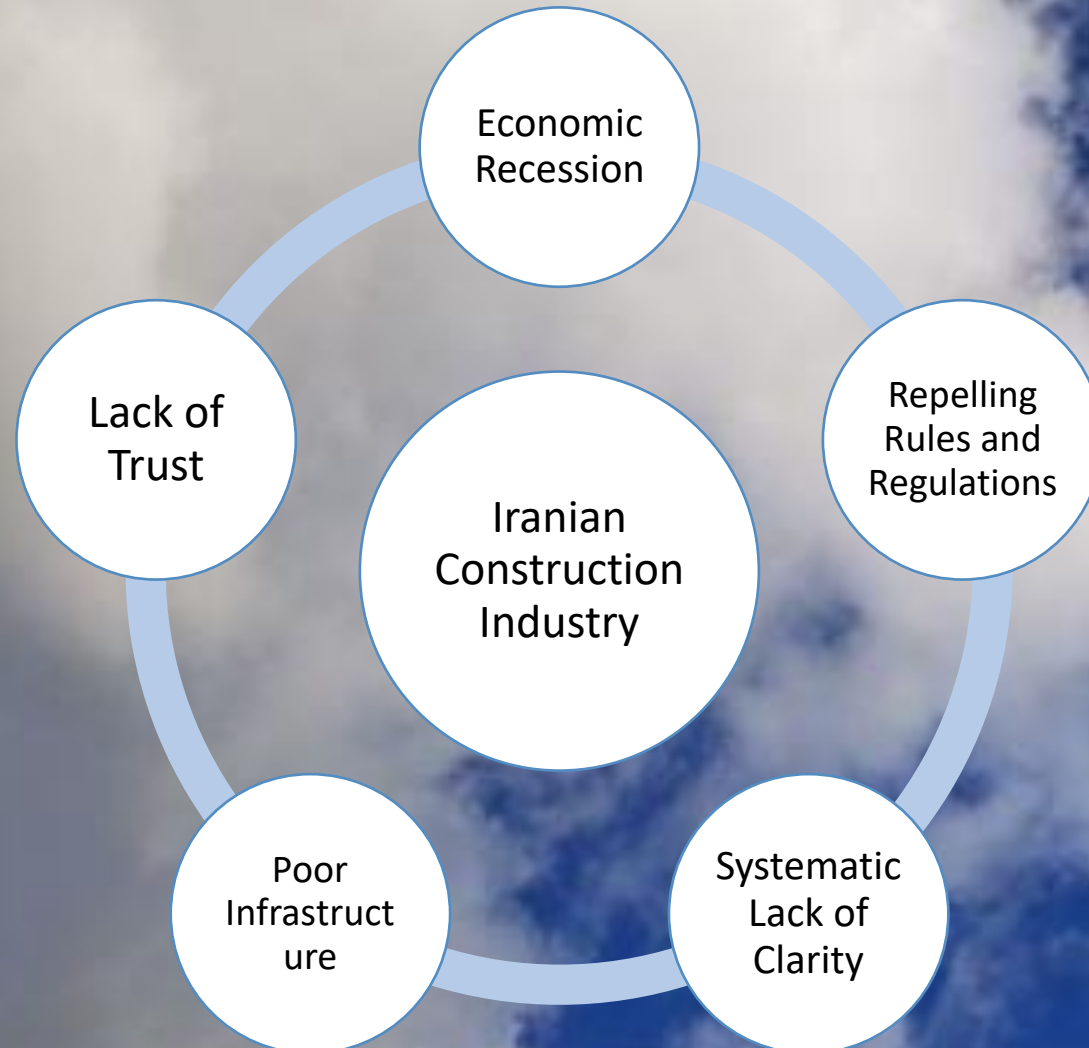 Economic
Recession
Repelling
Rules and
Regulations
Systematic
Lack of
Clarity
Poor
Infrastruct
ure
Lack of
Trust
Iranian
Construction
Industry